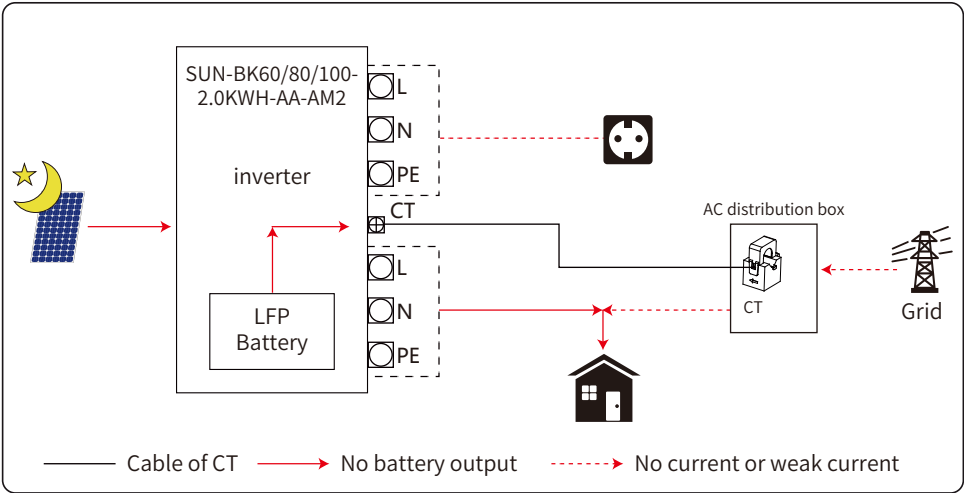 SUN-BK60/80/100-
2.0KWH-AA-AM2
L
N
PE
inverter
CT
AC distribution box
L
N
PE
LFP
Battery
CT
Grid
Cable of CT
No battery output
No current or weak current